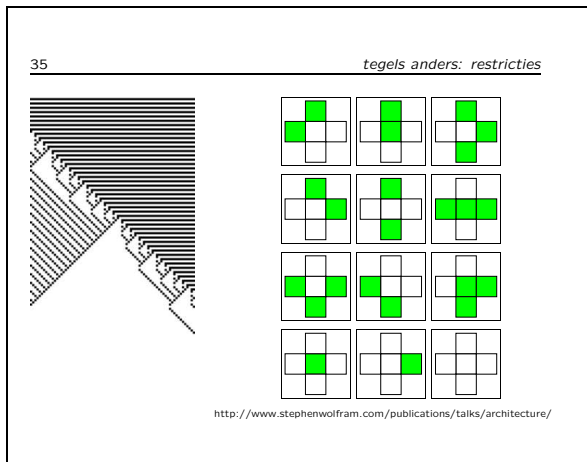 35 tegels anders: restricties
http://www.stephenwolfram.com/publications/talks/architecture/